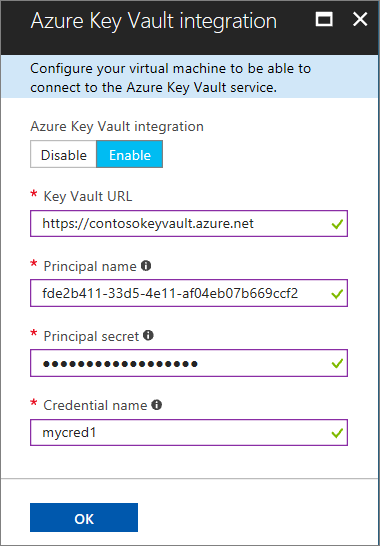 Azure Key Vault integration
Configure your virtual machine to be able to
connect to the Azure Key Vault service.
Azure Key Vault integration
Disable Enable
* Key Vault URL
https://contosokeyvault.azure.net
* Principal name
fde2b411-33d5-4e11-af04eb07b669ccf2
* Principal secret
••••••••••••••••••
* Credential name
mycred1
OK